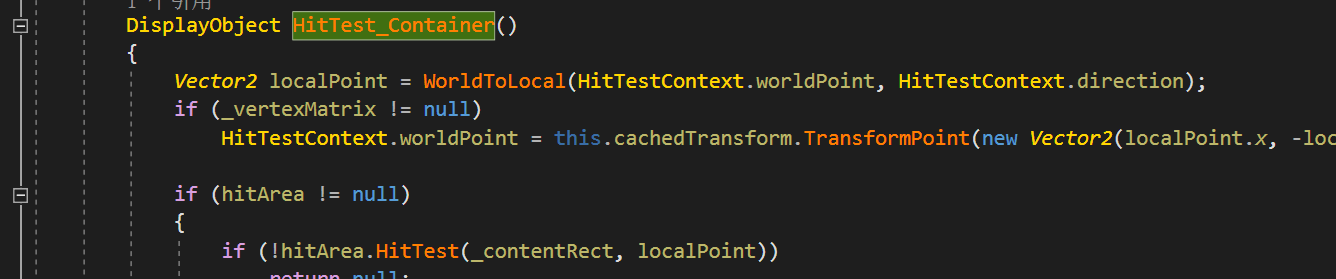 1 个引用
DisplayObject HitTest_Container()
{
Vector2 localPoint = WorldToLocal(HitTestContext.worldPoint, HitTestContext.direction);
if (_vertexMatrix != null)
HitTestContext.worldPoint = this.cachedTransform.TransformPoint(new Vector2(localPoint.x, -loc
if (hitArea != null)
{
if (!hitArea.HitTest(_contentRect, localPoint))
return null;